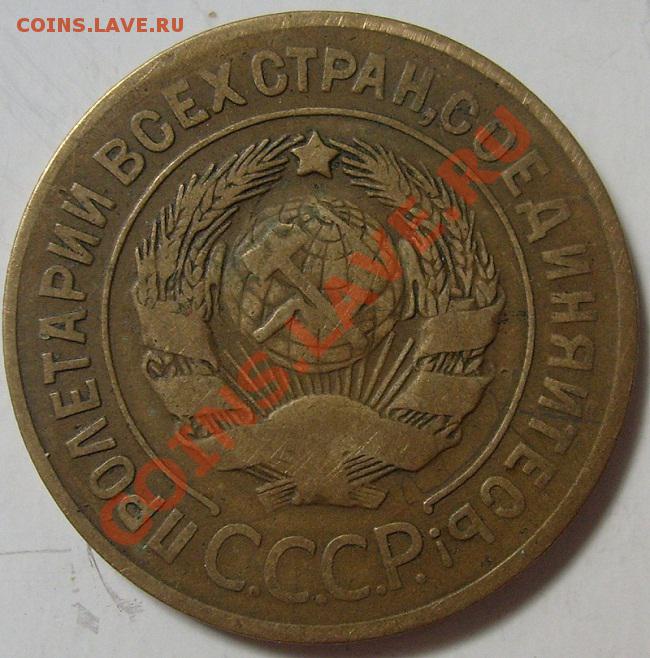 COINS.LAVE.RU
ПРОЛЕТАРИИ ВСЕХ СТРАН, СОЕДИНЯЙТЕСЬ!
С.С.С.Р.
COINS.LAVE.RU